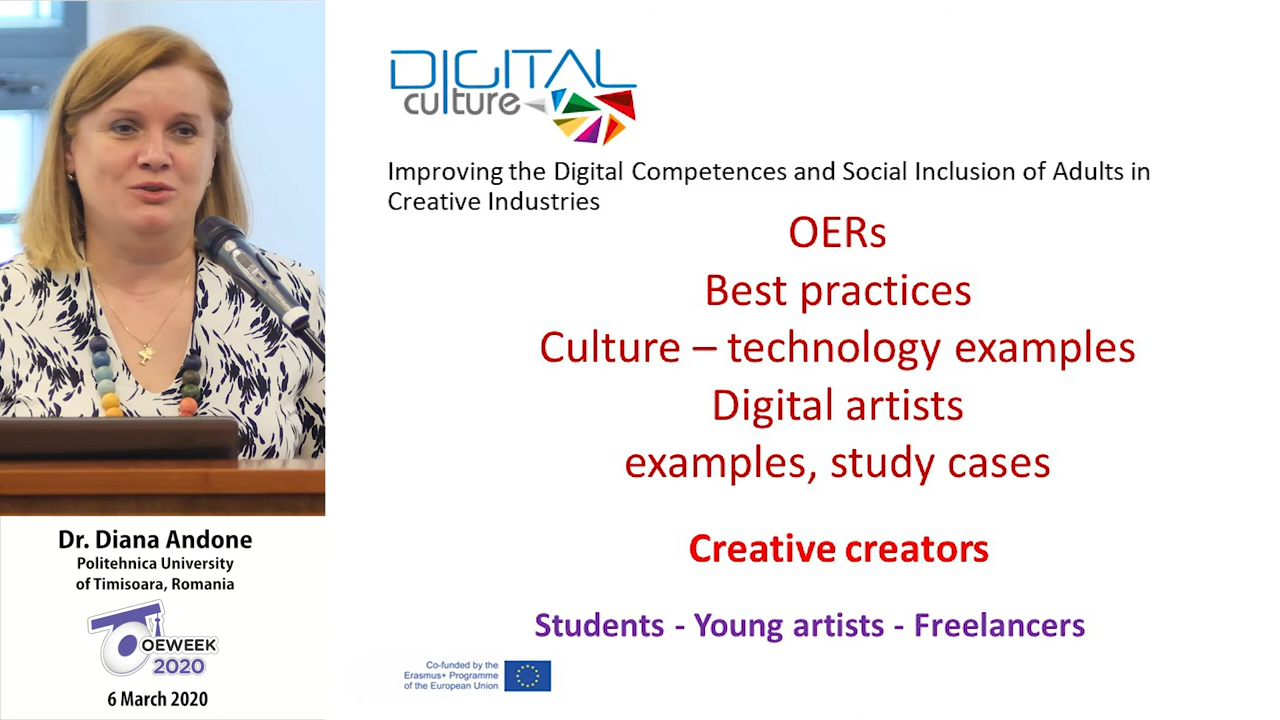 DIGITAL
culture
Improving the Digital Competences and Social Inclusion of Adults in
Creative Industries
OERs
Best practices
Culture – technology examples
Digital artists
examples, study cases
Creative creators
Students - Young artists - Freelancers
Co-funded by the
Erasmus+ Programme
of the European Union
Dr. Diana Andone
Politehnica University
of Timisoara, Romania
OEWEEK
2020
6 March 2020